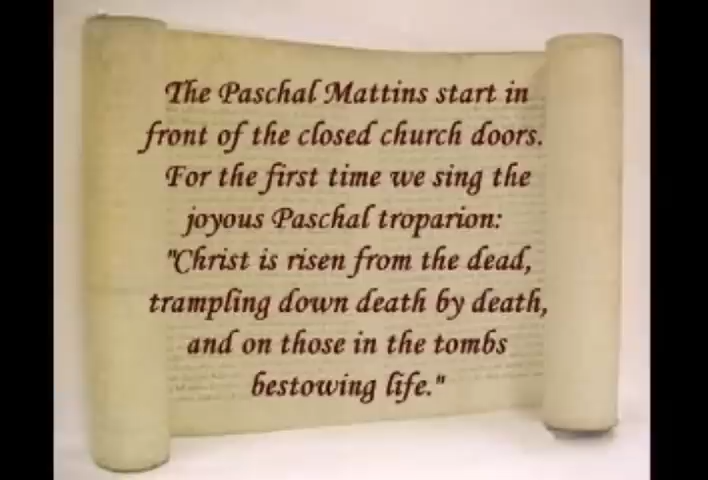 The Paschal Mattins start in
front of the closed church doors.
For the first time we sing the
joyous Paschal troparion:
"Christ is risen from the dead,
trampling down death by death,
and on those in the tombs
bestowing life."